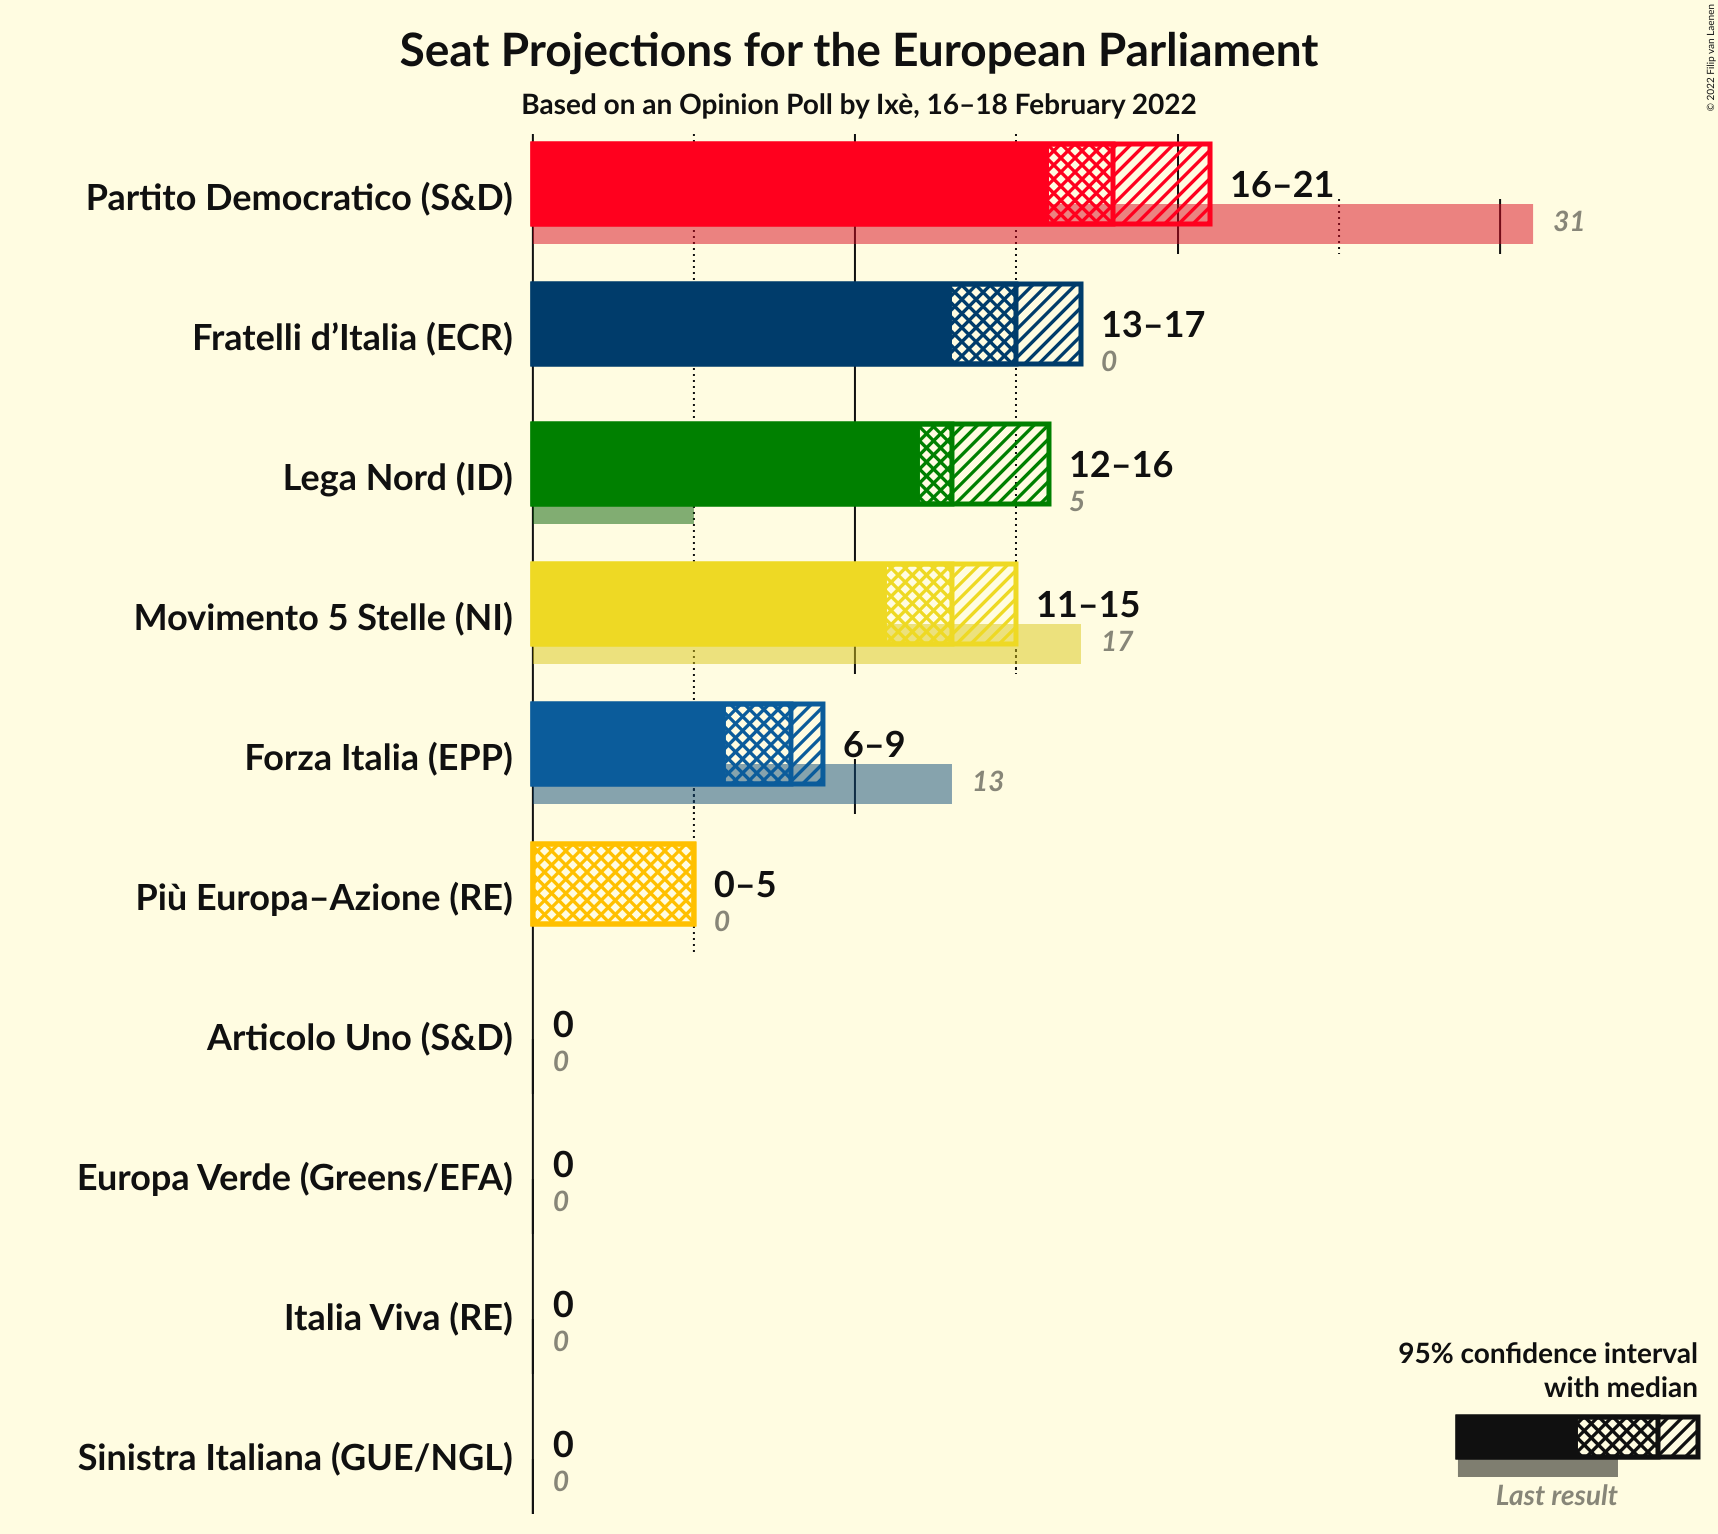 Seat Projections for the European Parliament
Based on an Opinion Poll by Ixè, 16–18 February 2022
© 2022 Filip van Laenen
Partito Democratico (S&D)
16–21
31
Fratelli d’Italia (ECR)
13–17
0
Lega Nord (ID)
12–16
5
Movimento 5 Stelle (NI)
11–15
17
Forza Italia (EPP)
6–9
13
Più Europa–Azione (RE)
0–5
0
Articolo Uno (S&D)
0
0
Europa Verde (Greens/EFA)
0
0
Italia Viva (RE)
0
0
Sinistra Italiana (GUE/NGL)
0
0
95% confidence interval
with median
Last result